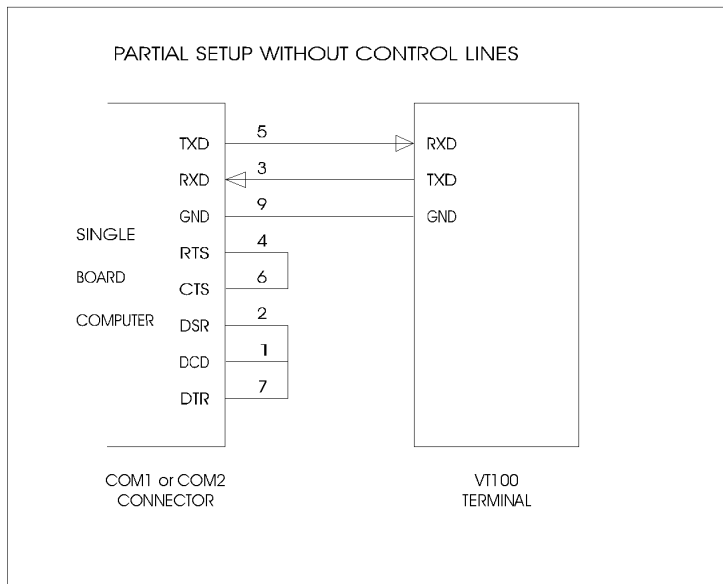 PARTIAL SETUP WITHOUT CONTROL LINES
TXD 5 RXD
RXD 3 TXD
GND 9 GND
SINGLE
RTS 4
BOARD
CTS 6
COMPUTER
DSR 2
DCD 1
DTR 7
COM1 or COM2
CONNECTOR
VT100
TERMINAL